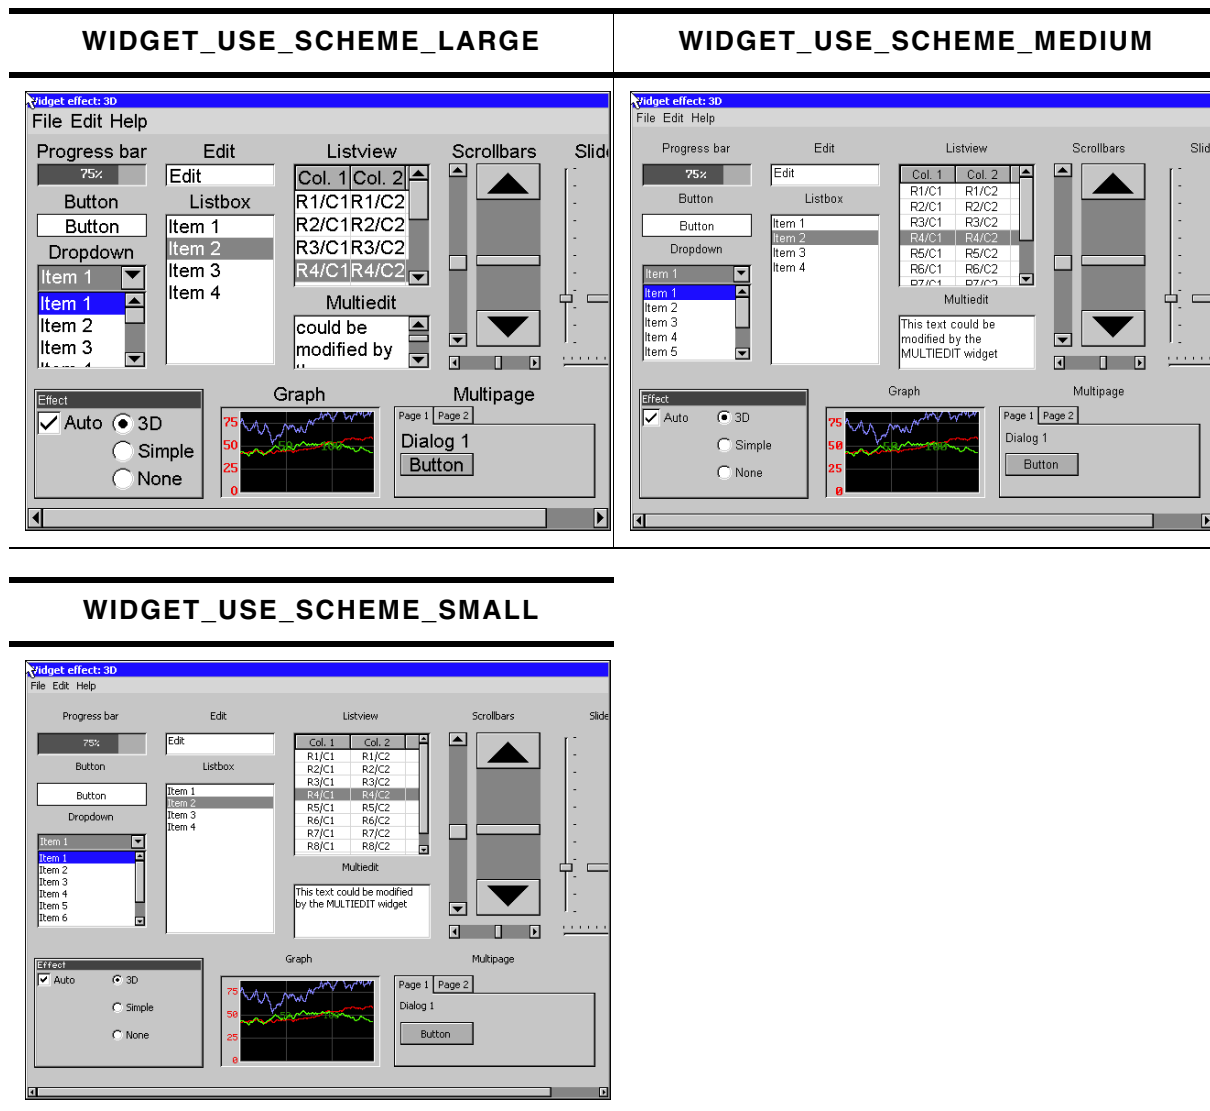 WIDGET_USE_SCHEME_LARGE
WIDGET_USE_SCHEME_MEDIUM
Widget effect: 3D
File Edit Help
Progress bar Edit Listview Scrollbars Slide
75% Edit Col. 1 Col. 2
Button Listbox R1/C1 R1/C2
Button Item 1 R2/C1 R2/C2
Dropdown Item 2 R3/C1 R3/C2
Item 1 Item 3 R4/C1 R4/C2
Item 1 Item 4 Multiedit
Item 2 could be
Item 3 modified by
Effect Graph Multipage
Auto 3D 75 Page 1 Page 2
Simple 50 50 100 Dialog 1
None 25 Button
0
Widget effect: 3D
File Edit Help
Progress bar Edit Listview Scrollbars Slid
75% Edit Col. 1 Col. 2
Button Listbox R1/C1 R1/C2
R2/C1 R2/C2
Button Item 1 R3/C1 R3/C2
Dropdown Item 2 R4/C1 R4/C2
Item 3 R5/C1 R5/C2
Item 1 Item 4 R6/C1 R6/C2
R7/C1 R7/C2
Item 1 Multiedit
Item 2
Item 3 This text could be
Item 4 modified by the
Item 5 MULTIEDIT widget
Effect Graph Multipage
Auto 3D 75 Page 1 Page 2
Simple 50 50 100 Dialog 1
None 25 Button
0
WIDGET_USE_SCHEME_SMALL
Widget effect: 3D
File Edit Help
Progress bar Edit Listview Scrollbars Slide
75% Edit Col. 1 Col. 2
R1/C1 R1/C2
Button Listbox R2/C1 R2/C2
R3/C1 R3/C2
Button Item 1 R4/C1 R4/C2
Item 2 R5/C1 R5/C2
Dropdown Item 3 R6/C1 R6/C2
Item 4 R7/C1 R7/C2
Item 1 R8/C1 R8/C2
Item 1 Multiedit
Item 2
Item 3
Item 4 This text could be modified
Item 5 by the MULTIEDIT widget
Item 6
Effect Graph Multipage
Auto 3D 75 Page 1 Page 2
Simple 50 50 100 Dialog 1
None 25 Button
0